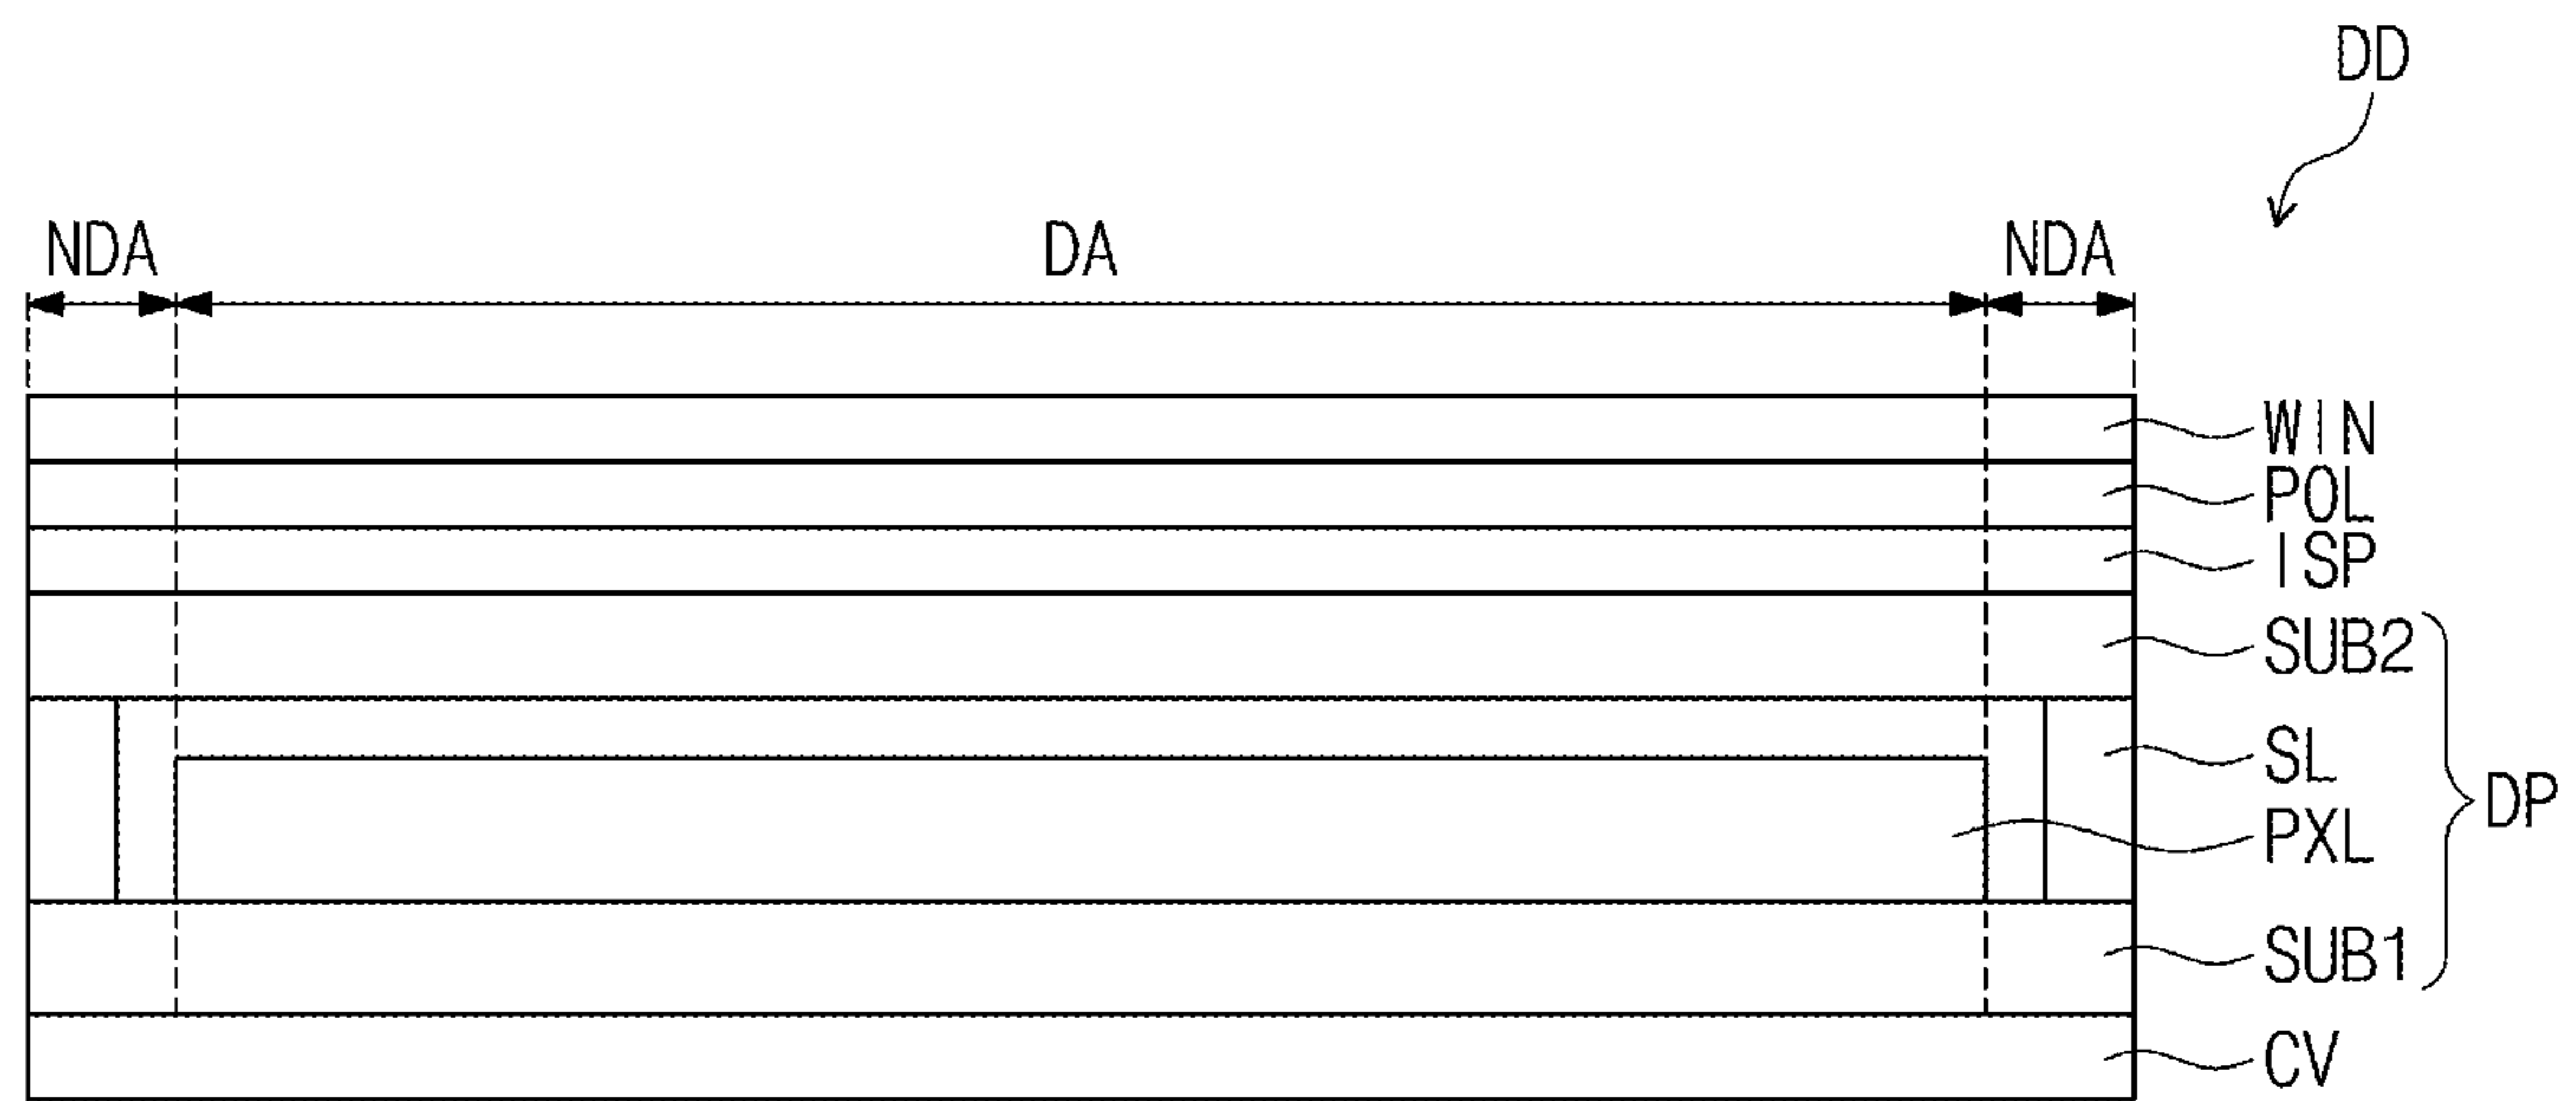 DD
NDA DA NDA
WIN
POL
ISP
SUB2
SL
DP
PXL
SUB1
CV